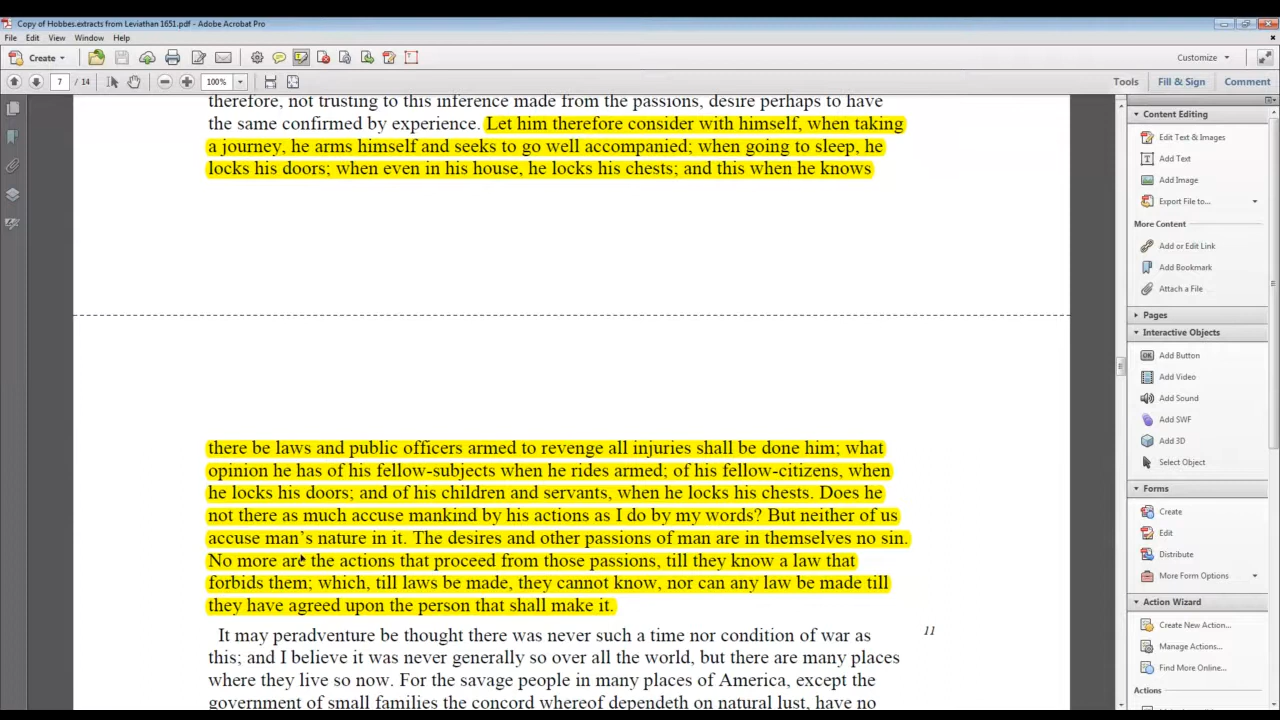 Copy of Hobbes.extracts from Leviathan 1651.pdf - Adobe Acrobat Pro
File Edit View Window Help
Create
Customize
7 / 14
100%
Tools Fill & Sign Comment
therefore, not trusting to this inference made from the passions, desire perhaps to have
the same confirmed by experience. Let him therefore consider with himself, when taking
a journey, he arms himself and seeks to go well accompanied; when going to sleep, he
locks his doors; when even in his house, he locks his chests; and this when he knows
there be laws and public officers armed to revenge all injuries shall be done him; what
opinion he has of his fellow-subjects when he rides armed; of his fellow-citizens, when
he locks his doors; and of his children and servants, when he locks his chests. Does he
not there as much accuse mankind by his actions as I do by my words? But neither of us
accuse man’s nature in it. The desires and other passions of man are in themselves no sin.
No more are the actions that proceed from those passions, till they know a law that
forbids them; which, till laws be made, they cannot know, nor can any law be made till
they have agreed upon the person that shall make it.
It may peradventure be thought there was never such a time nor condition of war as
11
this; and I believe it was never generally so over all the world, but there are many places
where they live so now. For the savage people in many places of America, except the
government of small families the concord whereof dependeth on natural lust, have no
Content Editing
Edit Text & Images
Add Text
Add Image
Export File to...
More Content
Add or Edit Link
Add Bookmark
Attach a File
Pages
Interactive Objects
OK Add Button
Add Video
Add Sound
Add SWF
Add 3D
Select Object
Forms
Create
Edit
Distribute
More Form Options
Action Wizard
Create New Action...
Manage Actions...
Find More Online...
Actions